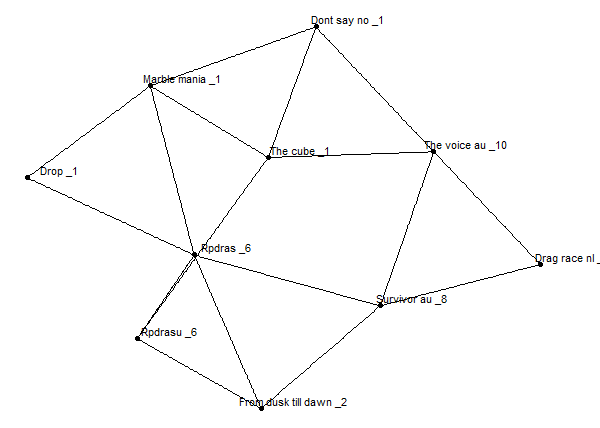 Dont say no _1
Marble mania _1
The voice au _10
The cube _1
Drop _1
Rpdras _6
Drag race nl _
Survivor au _8
Rpdrasu _6
From dusk till dawn _2